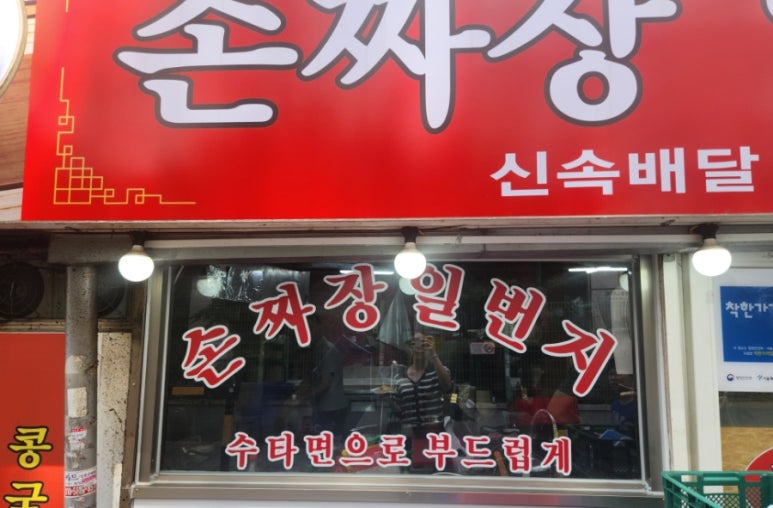 손짜장
신속배달
손짜장일번지
수타면으로 부드럽게
착한가
콩국